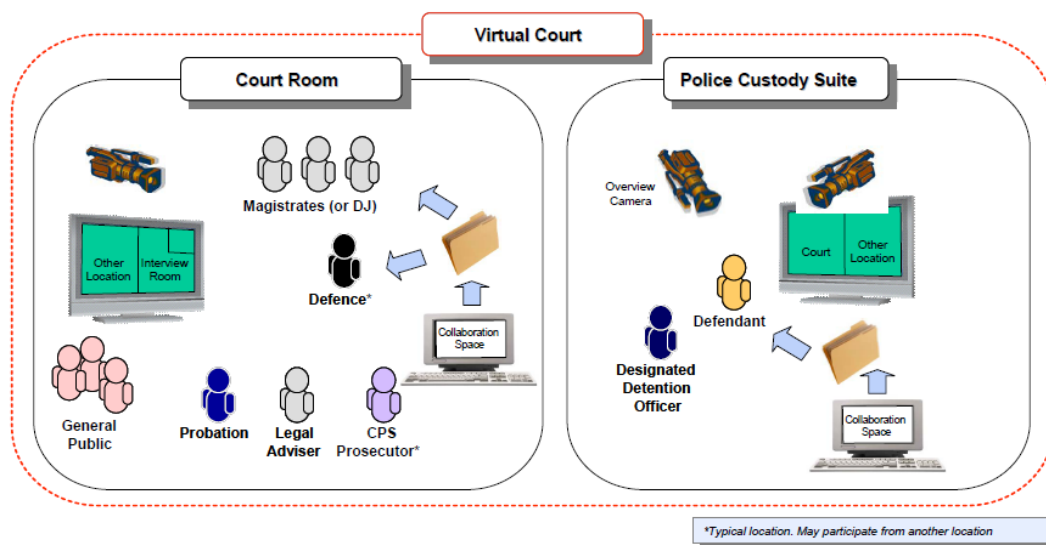 Virtual Court
Court Room
Police Custody Suite
Magistrates (or DJ)
Overview
Camera
Other
Location
Interview
Room
Defence*
Collaboration
Space
General
Public
Probation
Legal
Adviser
CPS
Prosecutor*
Court
Other
Location
Defendant
Designated
Detention
Officer
Collaboration
Space
*Typical location. May participate from another location